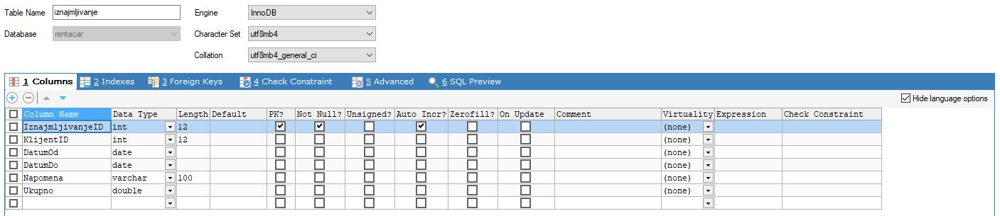 Table Name iznajmljivanje Engine InnoDB
Database rentacar Character Set utf8mb4
Collation utf8mb4_general_ci
1 Columns 2 Indexes 3 Foreign Keys 4 Check Constraint 5 Advanced 6 SQL Preview
Hide language options
Column Name Data Type Length Default PK? Not Null? Unsigned? Auto Incr? Zerofill? On Update Comment Virtuality Expression Check Constraint
IznajmljivanjeID int 12 (none)
KlijentID int 12 (none)
DatumOd date (none)
DatumDo date (none)
Napomena varchar 100 (none)
Ukupno double (none)